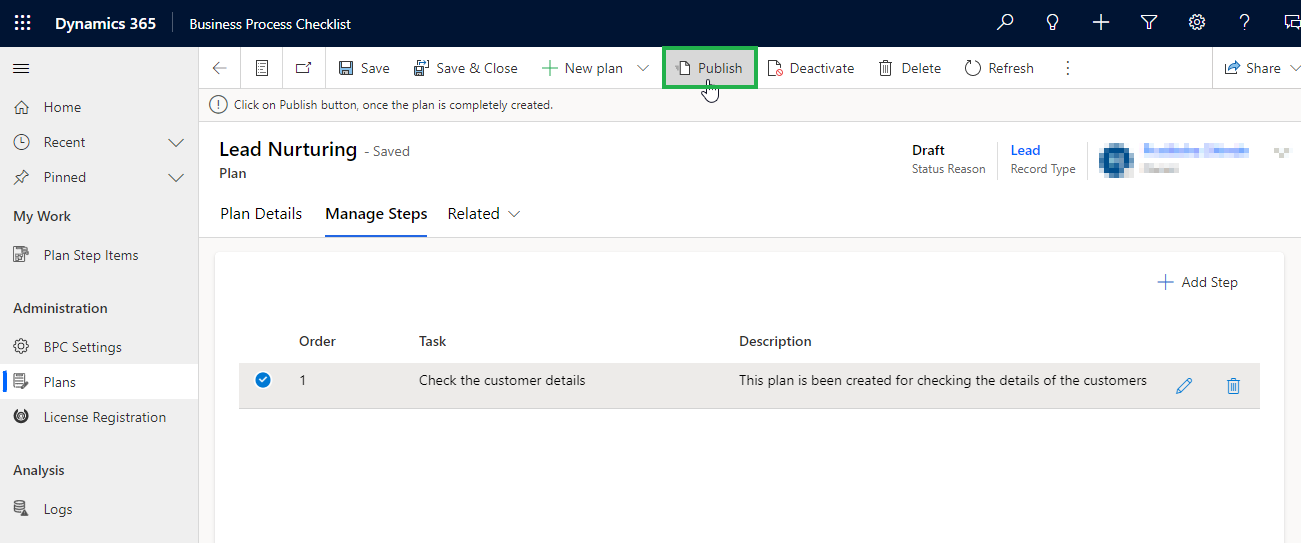 Dynamics 365 Business Process Checklist
Save Save & Close New plan Publish Deactivate Delete Refresh Share
Click on Publish button, once the plan is completely created.
Home
Recent
Pinned
My Work
Plan Step Items
Administration
BPC Settings
Plans
License Registration
Analysis
Logs
Lead Nurturing - Saved
Plan
Draft
Status Reason
Lead
Record Type
Plan Details Manage Steps Related
Add Step
Order Task Description
1 Check the customer details This plan is been created for checking the details of the customers